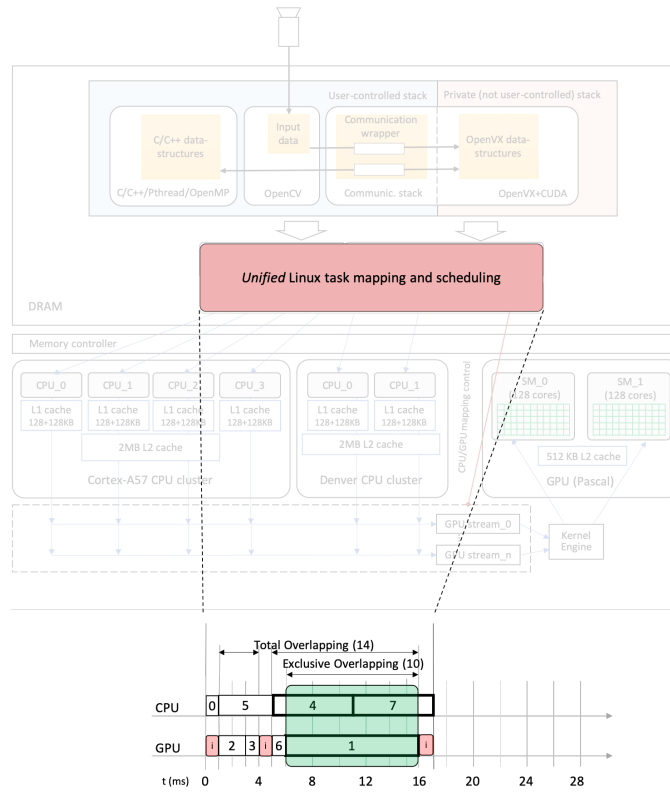 User-controlled stack
Private (not user-controlled) stack
C/C++ data-
structures
Input
data
Communication
wrapper
OpenVX data-
structures
C/C++/Pthread/OpenMP
OpenCV
Communic. stack
OpenVX+CUDA
Unified Linux task mapping and scheduling
DRAM
Memory controller
CPU_0
CPU_1
CPU_2
CPU_3
CPU_0
CPU_1
SM_0
(128 cores)
SM_1
(128 cores)
L1 cache
128+128KB
L1 cache
128+128KB
L1 cache
128+128KB
L1 cache
128+128KB
L1 cache
128+128KB
L1 cache
128+128KB
CPU/GPU mapping control
2MB L2 cache
2MB L2 cache
512 KB L2 cache
Cortex-A57 CPU cluster
Denver CPU cluster
GPU (Pascal)
GPU stream_0
GPU stream_n
Kernel
Engine
Total Overlapping (14)
Exclusive Overlapping (10)
CPU 0 5 4 7
GPU i 2 3 i 6 1 i
t (ms) 0 4 8 12 16 20 24 28